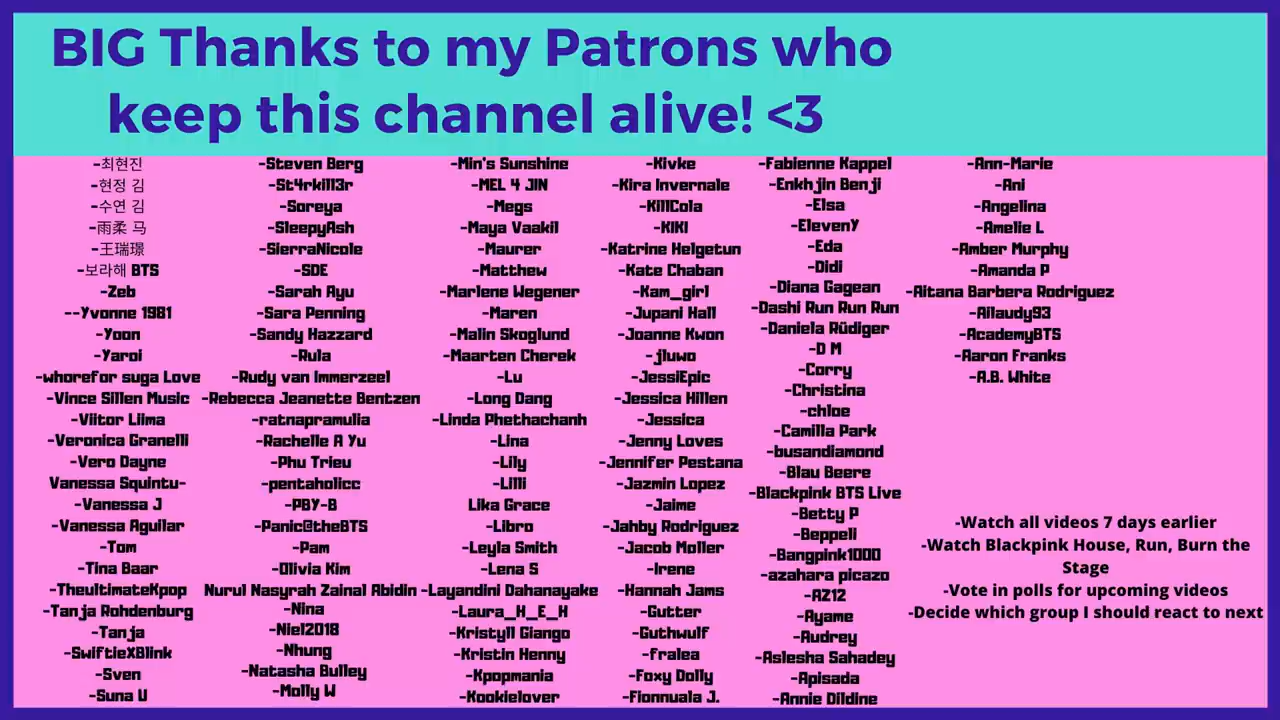 BIG Thanks to my Patrons who
keep this channel alive! <3
-최현진
-현정 김
-수연 김
-雨柔 马
-王瑞璟
-보라해 BTS
-Zeb
--Yvonne 1981
-Yoon
-Yaroi
-whorefor suga Love
-Vince Sillen Music
-Viitor Liima
-Veronica Granelli
-Vero Dayne
Vanessa Squintu-
-Vanessa J
-Vanessa Aguilar
-Tom
-Tina Baar
-TheultimateKpop
-Tanja Rohdenburg
-Tanja
-SwiftieXBlink
-Sven
-Suna U
-Steven Berg
-St4rkill3r
-Soreya
-SleepyAsh
-SierraNicole
-SDE
-Sarah Ayu
-Sara Penning
-Sandy Hazzard
-Rula
-Rudy van Immerzeel
-Rebecca Jeanette Bentzen
-ratnapramulia
-Rachelle A Yu
-Phu Trieu
-pentaholicc
-PBY-B
-Panic@theBTS
-Pam
-Olivia Kim
Nurul Nasyrah Zainal Abidin
-Nina
-Niel2018
-Nhung
-Natasha Bulley
-Molly W
-Min's Sunshine
-MEL 4 JIN
-Megs
-Maya Vaakil
-Maurer
-Matthew
-Marlene Wegener
-Maren
-Malin Skoglund
-Maarten Cherek
-Lu
-Long Dang
-Linda Phethachanh
-Lina
-Lily
-Lilli
Lika Grace
-Libro
-Leyla Smith
-Lena S
-Layandini Dahanayake
-Laura_H_E_H
-Kristyll Giango
-Kristin Henny
-Kpopmania
-Kookielover
-Kivke
-Kira Invernale
-KillCola
-KIKI
-Katrine Helgetun
-Kate Chaban
-Kam_girl
-Jupani Hall
-Joanne Kwon
-jluwo
-JessiEpic
-Jessica Hillen
-Jessica
-Jenny Loves
-Jennifer Pestana
-Jazmin Lopez
-Jaime
-Jahby Rodriguez
-Jacob Møller
-Irene
-Hannah Jams
-Gutter
-Guthwulf
-fralea
-Foxy Dolly
-Fionnuala J.
-Fabienne Kappel
-Enkhjin Benji
-Elsa
-ElevenY
-Eda
-Didi
-Diana Gagean
-Dashi Run Run Run
-Daniela Rüdiger
-D M
-Corry
-Christina
-chloe
-Camilla Park
-busandiamond
-Blau Beere
-Blackpink BTS Live
-Betty P
-Beppell
-Bangpink1000
-azahara picazo
-AZ12
-Ayame
-Audrey
-Aslesha Sahadey
-Apisada
-Annie Dildine
-Ann-Marie
-Ani
-Angelina
-Amelie L
-Amber Murphy
-Amanda P
-Aitana Barbera Rodriguez
-Ailaudy93
-AcademyBTS
-Aaron Franks
-A.B. White
-Watch all videos 7 days earlier
-Watch Blackpink House, Run, Burn the
Stage
-Vote in polls for upcoming videos
-Decide which group I should react to next